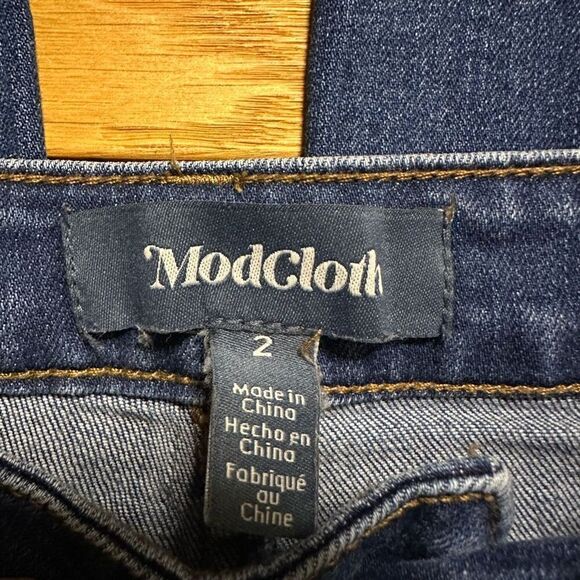 ModCloth
2
Made in
China
Hecho en
China
Fabriqué
au
Chine